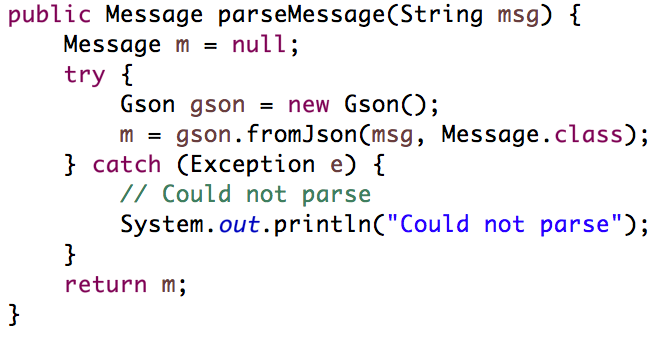 public Message parseMessage(String msg) {
    Message m = null;
    try {
        Gson gson = new Gson();
        m = gson.fromJson(msg, Message.class);
    } catch (Exception e) {
        // Could not parse
        System.out.println("Could not parse");
    }
    return m;
}